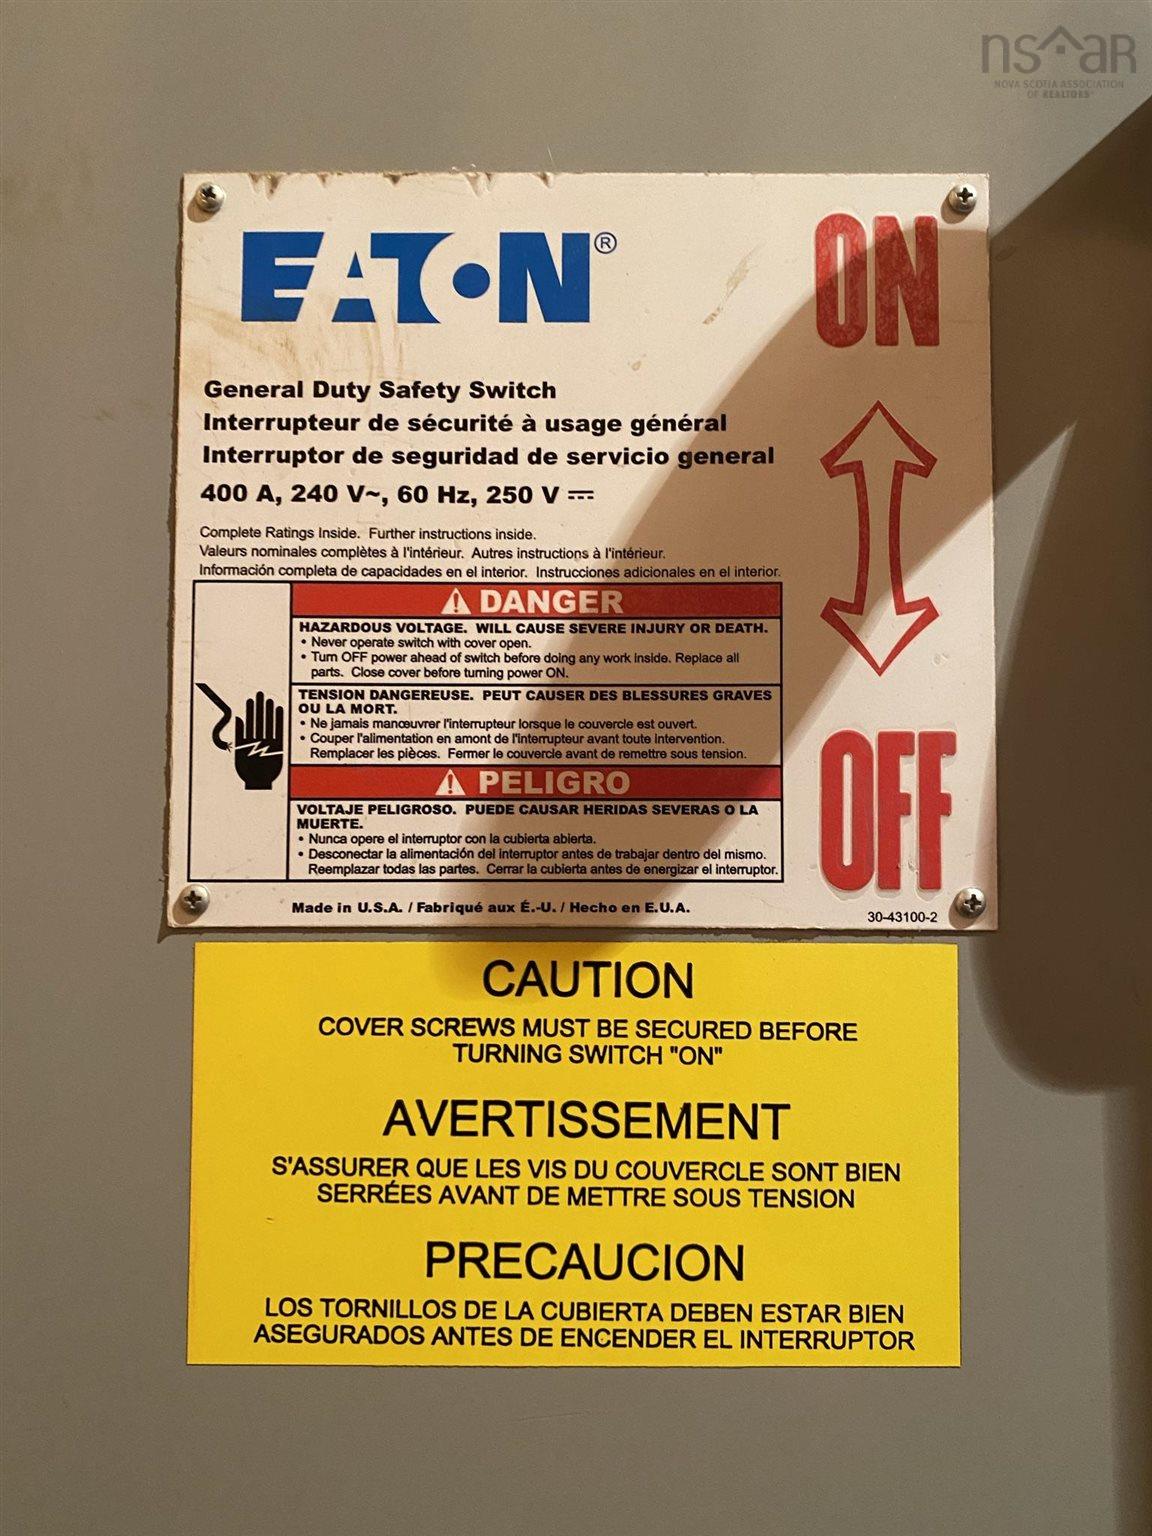 nsar
NOVA SCOTIA ASSOCIATION
OF REALTORS®
EATON®
ON
General Duty Safety Switch
Interrupteur de sécurité à usage général
Interruptor de seguridad de servicio general
400 A, 240 V~, 60 Hz, 250 V ⎓
Complete Ratings Inside. Further instructions inside.
Valeurs nominales complètes à l'intérieur. Autres instructions à l'intérieur.
Información completa de capacidades en el interior. Instrucciones adicionales en el interior.
⚠ DANGER
HAZARDOUS VOLTAGE. WILL CAUSE SEVERE INJURY OR DEATH.
• Never operate switch with cover open.
• Turn OFF power ahead of switch before doing any work inside. Replace all
parts. Close cover before turning power ON.
TENSION DANGEREUSE. PEUT CAUSER DES BLESSURES GRAVES
OU LA MORT.
• Ne jamais manœuvrer l'interrupteur lorsque le couvercle est ouvert.
• Couper l'alimentation en amont de l'interrupteur avant toute intervention.
Remplacer les pièces. Fermer le couvercle avant de remettre sous tension.
⚠ PELIGRO
VOLTAJE PELIGROSO. PUEDE CAUSAR HERIDAS SEVERAS O LA
MUERTE.
• Nunca opere el interruptor con la cubierta abierta.
• Desconectar la alimentación del interruptor antes de trabajar dentro del mismo.
Reemplazar todas las partes. Cerrar la cubierta antes de energizar el interruptor.
OFF
Made in U.S.A. / Fabriqué aux É.-U. / Hecho en E.U.A.
30-43100-2
CAUTION
COVER SCREWS MUST BE SECURED BEFORE
TURNING SWITCH "ON"
AVERTISSEMENT
S'ASSURER QUE LES VIS DU COUVERCLE SONT BIEN
SERRÉES AVANT DE METTRE SOUS TENSION
PRECAUCION
LOS TORNILLOS DE LA CUBIERTA DEBEN ESTAR BIEN
ASEGURADOS ANTES DE ENCENDER EL INTERRUPTOR